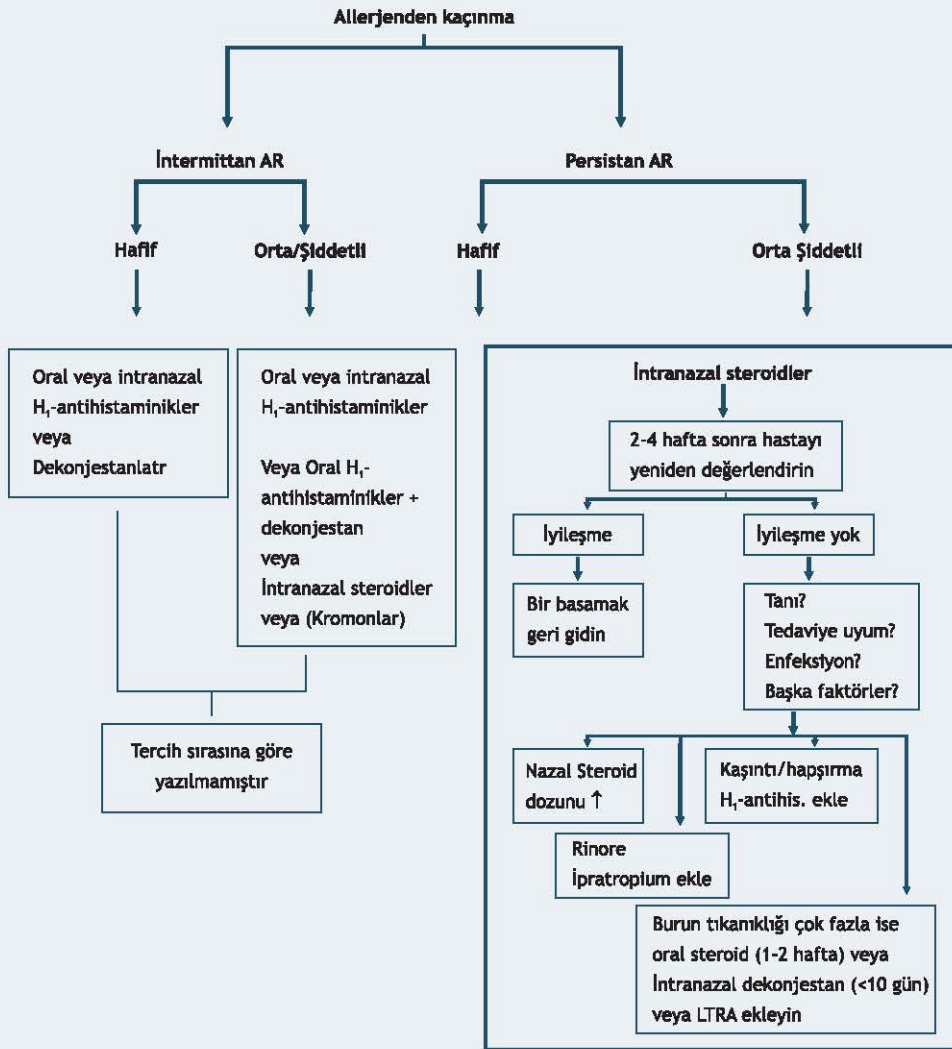 Allerjenden kaçınma
İntermittan AR
Persistan AR
Hafif
Orta/Şiddetli
Hafif
Orta Şiddetli
Oral veya intranazal
H₁-antihistaminikler
veya
Dekonjestanlatr
Oral veya intranazal
H₁-antihistaminikler
Veya Oral H₁-
antihistaminikler +
dekonjestan
veya
İntranazal steroidler
veya (Kromonlar)
Tercih sırasına göre
yazılmamıştır
İntranazal steroidler
2-4 hafta sonra hastayı
yeniden değerlendirin
İyileşme
İyileşme yok
Bir basamak
geri gidin
Tanı?
Tedaviye uyum?
Enfeksiyon?
Başka faktörler?
Nazal Steroid
dozunu ↑
Kaşıntı/hapşırma
H₁-antihis. ekle
Rinore
İpratropium ekle
Burun tıkanıklığı çok fazla ise
oral steroid (1-2 hafta) veya
İntranazal dekonjestan (<10 gün)
veya LTRA ekleyin